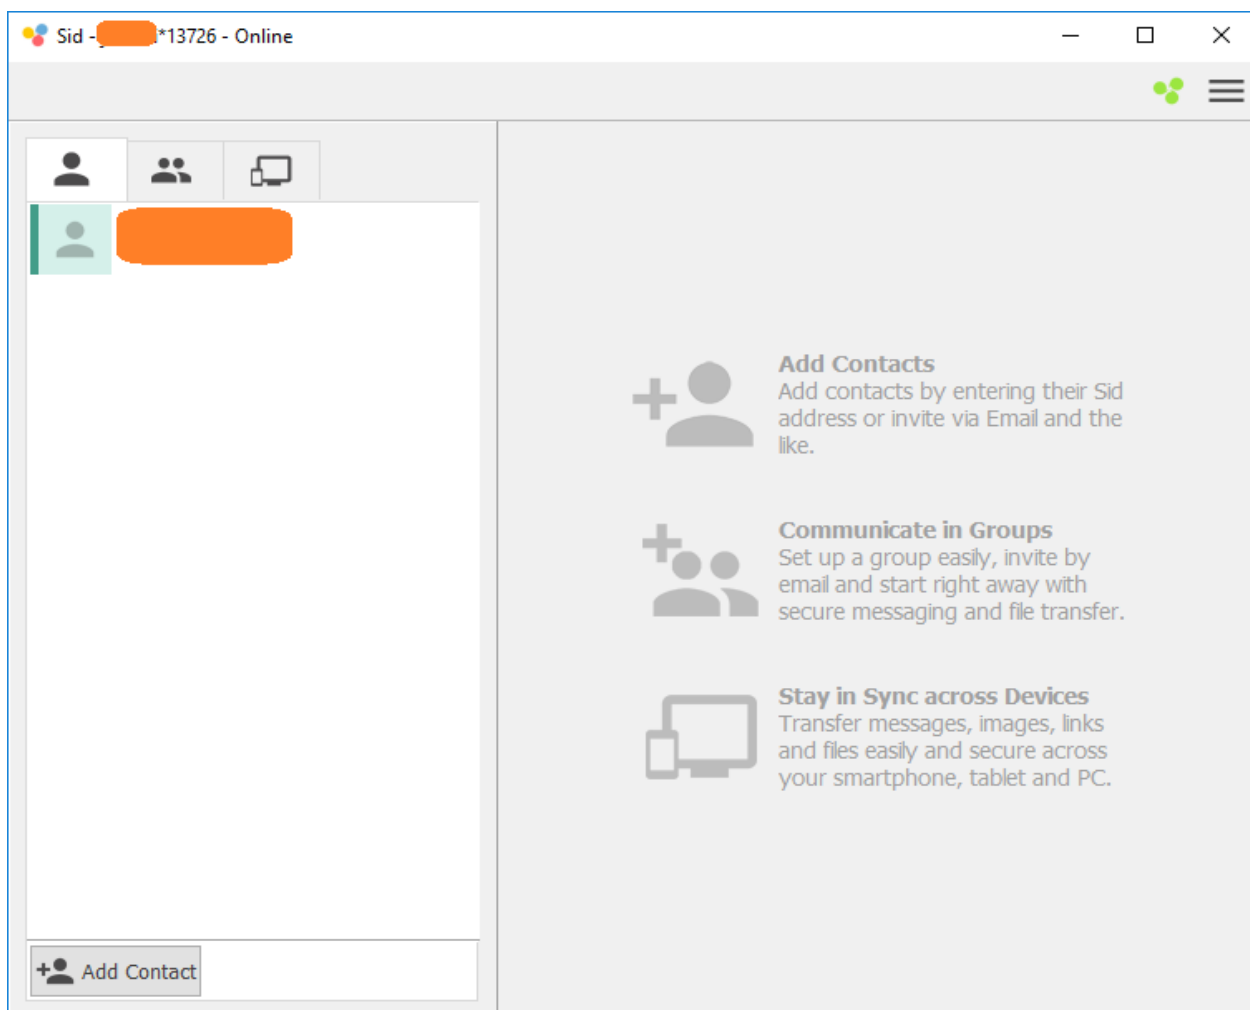 Sid - *13726 - Online
Add Contacts
Add contacts by entering their Sid
address or invite via Email and the
like.
Communicate in Groups
Set up a group easily, invite by
email and start right away with
secure messaging and file transfer.
Stay in Sync across Devices
Transfer messages, images, links
and files easily and secure across
your smartphone, tablet and PC.
Add Contact